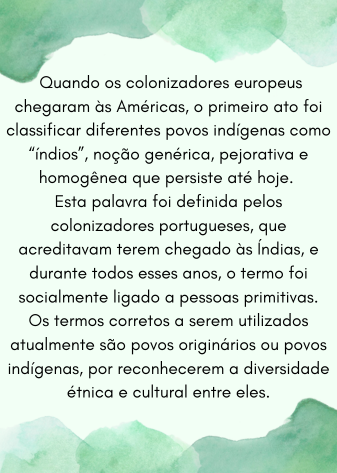 Quando os colonizadores europeus
chegaram às Américas, o primeiro ato foi
classificar diferentes povos indígenas como
“índios”, noção genérica, pejorativa e
homogênea que persiste até hoje.
Esta palavra foi definida pelos
colonizadores portugueses, que
acreditavam terem chegado às Índias, e
durante todos esses anos, o termo foi
socialmente ligado a pessoas primitivas.
Os termos corretos a serem utilizados
atualmente são povos originários ou povos
indígenas, por reconhecerem a diversidade
étnica e cultural entre eles.